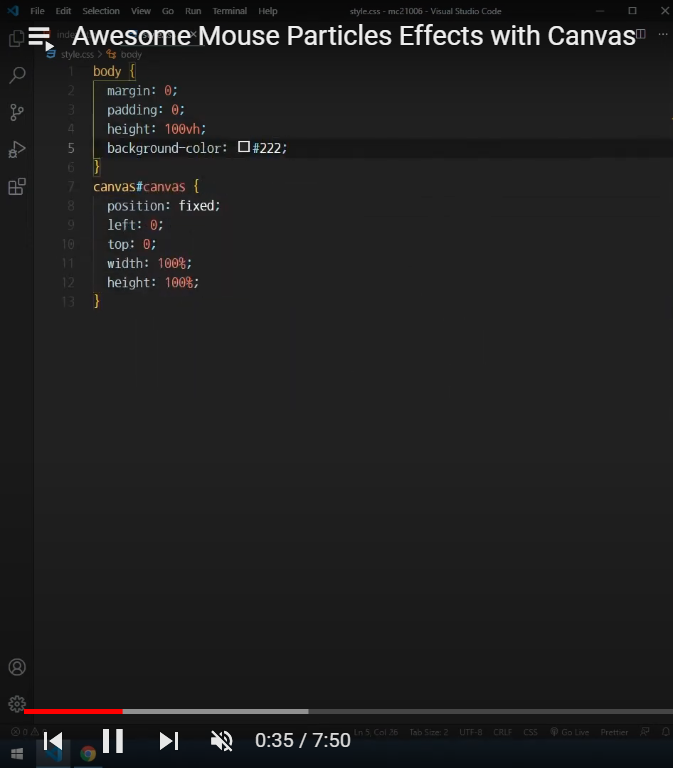 File Edit Selection View Go Run Terminal Help style.css - mc21006 - Visual Studio Code
Awesome Mouse Particles Effects with Canvas
style.css > body
1 body {
2 margin: 0;
3 padding: 0;
4 height: 100vh;
5 background-color: #222;
6 }
7 canvas#canvas {
8 position: fixed;
9 left: 0;
10 top: 0;
11 width: 100%;
12 height: 100%;
13 }
0 Ln 5, Col 26 Tab Size: 2 UTF-8 CRLF CSS Go Live Prettier
0:35 / 7:50